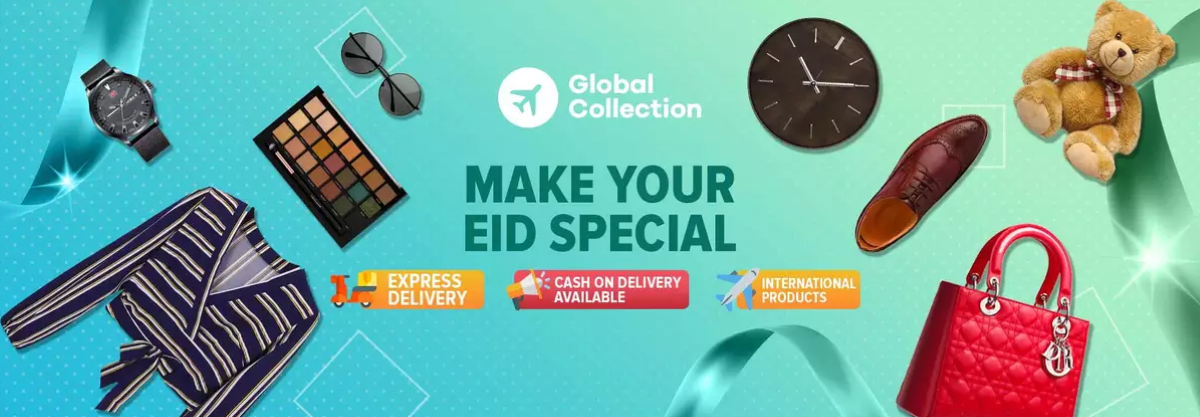 Global
Collection
MAKE YOUR
EID SPECIAL
EXPRESS
DELIVERY
CASH ON DELIVERY
AVAILABLE
INTERNATIONAL
PRODUCTS